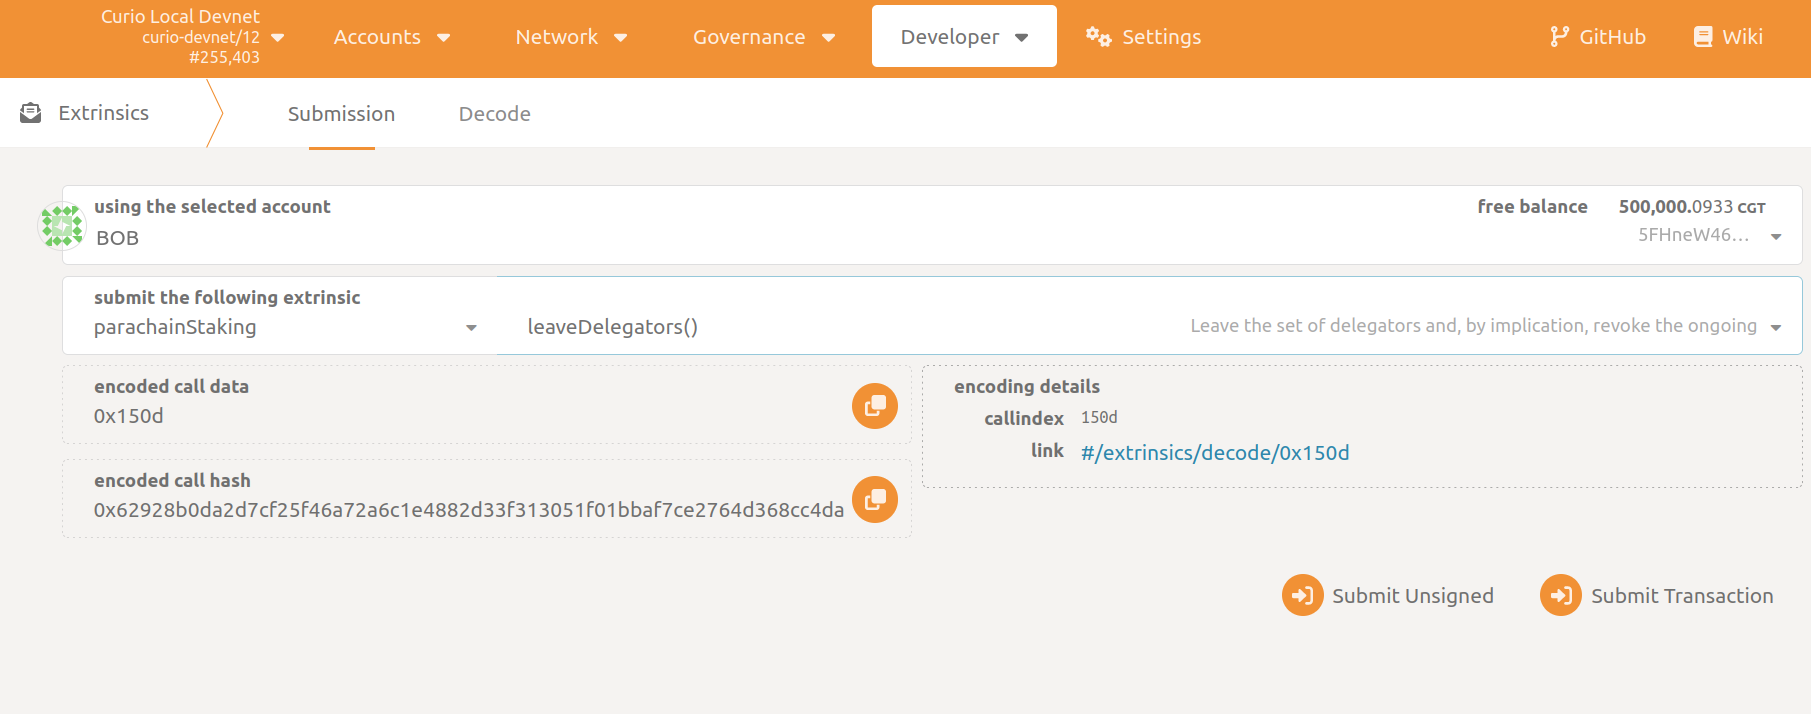 Curio Local Devnet
curio-devnet/12
#255,403
Accounts
Network
Governance
Developer
Settings
GitHub
Wiki
Extrinsics
Submission
Decode
using the selected account
BOB
free balance 500,000.0933 CGT
5FHneW46...
submit the following extrinsic
parachainStaking
leaveDelegators()
Leave the set of delegators and, by implication, revoke the ongoing
encoded call data
0x150d
encoding details
callindex 150d
link #/extrinsics/decode/0x150d
encoded call hash
0x62928b0da2d7cf25f46a72a6c1e4882d33f313051f01bbaf7ce2764d368cc4da
Submit Unsigned
Submit Transaction